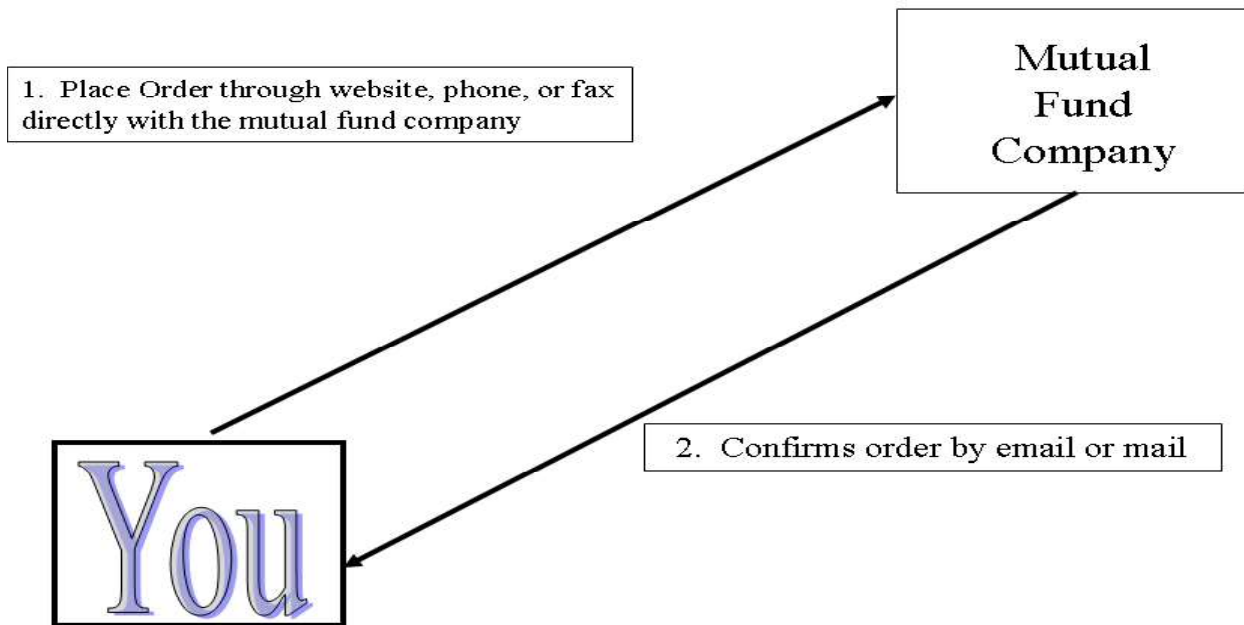 1. Place Order through website, phone, or fax
directly with the mutual fund company
Mutual
Fund
Company
2. Confirms order by email or mail
You